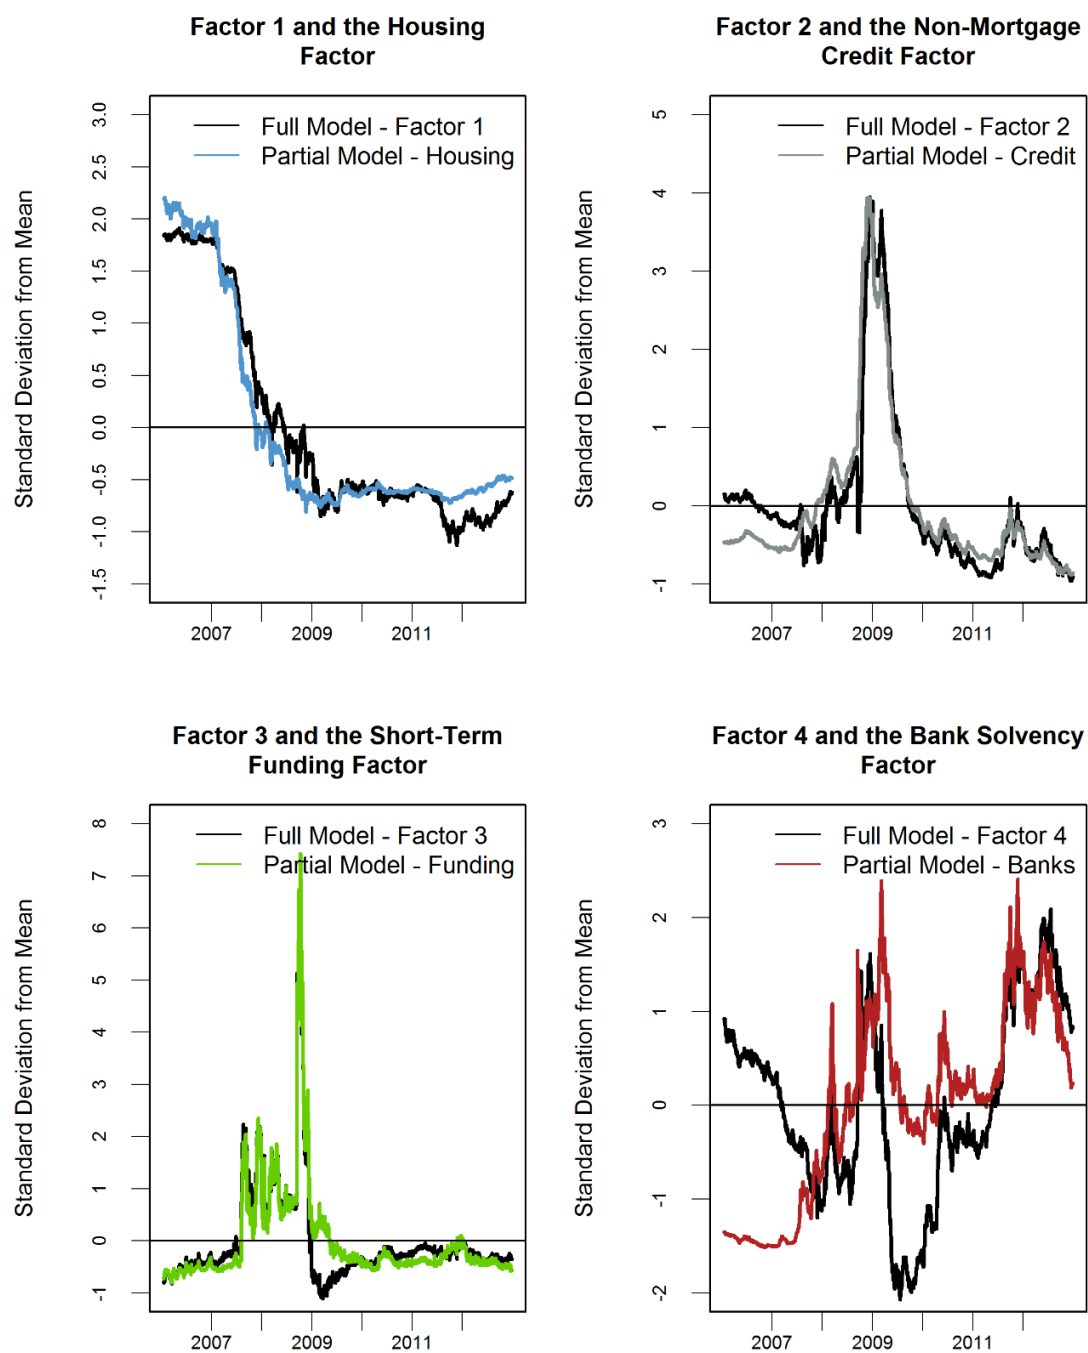 Factor 1 and the Housing
Factor
Standard Deviation from Mean
3.0
2.5
2.0
1.5
1.0
0.5
0.0
-0.5
-1.0
-1.5
Full Model - Factor 1
Partial Model - Housing
2007
2009
2011
Factor 2 and the Non-Mortgage
Credit Factor
Standard Deviation from Mean
5
4
3
2
1
0
-1
Full Model - Factor 2
Partial Model - Credit
2007
2009
2011
Factor 3 and the Short-Term
Funding Factor
Standard Deviation from Mean
8
7
6
5
4
3
2
1
0
-1
Full Model - Factor 3
Partial Model - Funding
2007
2009
2011
Factor 4 and the Bank Solvency
Factor
Standard Deviation from Mean
3
2
1
0
-1
-2
Full Model - Factor 4
Partial Model - Banks
2007
2009
2011